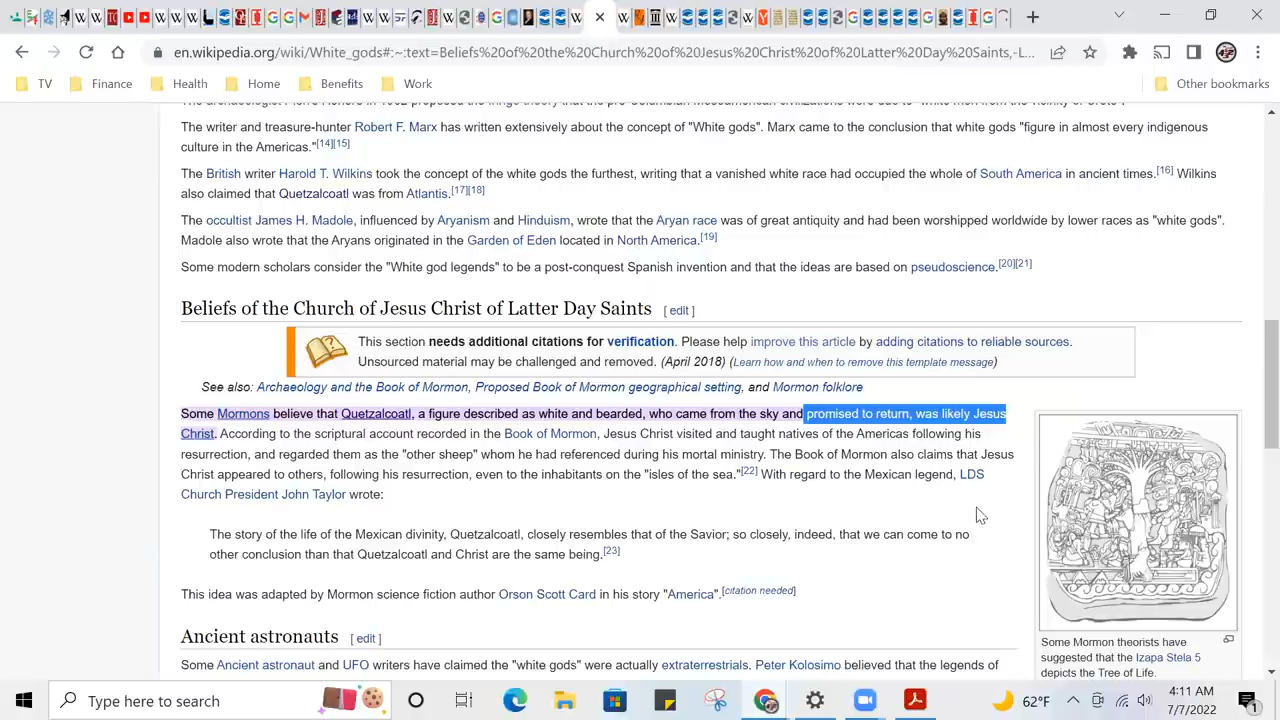 en.wikipedia.org/wiki/White_gods#:~:text=Beliefs%20of%20the%20Church%20of%20Jesus%20Christ%20of%20Latter%20Day%20Saints,-L...
TV Finance Health Home Benefits Work Other bookmarks
The writer and treasure-hunter Robert F. Marx has written extensively about the concept of "White gods". Marx came to the conclusion that white gods "figure in almost every indigenous
culture in the Americas."[14][15]
The British writer Harold T. Wilkins took the concept of the white gods the furthest, writing that a vanished white race had occupied the whole of South America in ancient times.[16] Wilkins
also claimed that Quetzalcoatl was from Atlantis.[17][18]
The occultist James H. Madole, influenced by Aryanism and Hinduism, wrote that the Aryan race was of great antiquity and had been worshipped worldwide by lower races as "white gods".
Madole also wrote that the Aryans originated in the Garden of Eden located in North America.[19]
Some modern scholars consider the "White god legends" to be a post-conquest Spanish invention and that the ideas are based on pseudoscience.[20][21]
Beliefs of the Church of Jesus Christ of Latter Day Saints [ edit ]
This section needs additional citations for verification. Please help improve this article by adding citations to reliable sources.
Unsourced material may be challenged and removed. (April 2018) (Learn how and when to remove this template message)
See also: Archaeology and the Book of Mormon, Proposed Book of Mormon geographical setting, and Mormon folklore
Some Mormons believe that Quetzalcoatl, a figure described as white and bearded, who came from the sky and promised to return, was likely Jesus
Christ. According to the scriptural account recorded in the Book of Mormon, Jesus Christ visited and taught natives of the Americas following his
resurrection, and regarded them as the "other sheep" whom he had referenced during his mortal ministry. The Book of Mormon also claims that Jesus
Christ appeared to others, following his resurrection, even to the inhabitants on the "isles of the sea."[22] With regard to the Mexican legend, LDS
Church President John Taylor wrote:
The story of the life of the Mexican divinity, Quetzalcoatl, closely resembles that of the Savior; so closely, indeed, that we can come to no
other conclusion than that Quetzalcoatl and Christ are the same being.[23]
This idea was adapted by Mormon science fiction author Orson Scott Card in his story "America".[citation needed]
Some Mormon theorists have
suggested that the Izapa Stela 5
depicts the Tree of Life.
Ancient astronauts [ edit ]
Some Ancient astronaut and UFO writers have claimed the "white gods" were actually extraterrestrials. Peter Kolosimo believed that the legends of
Type here to search
62°F
4:11 AM
7/7/2022
1